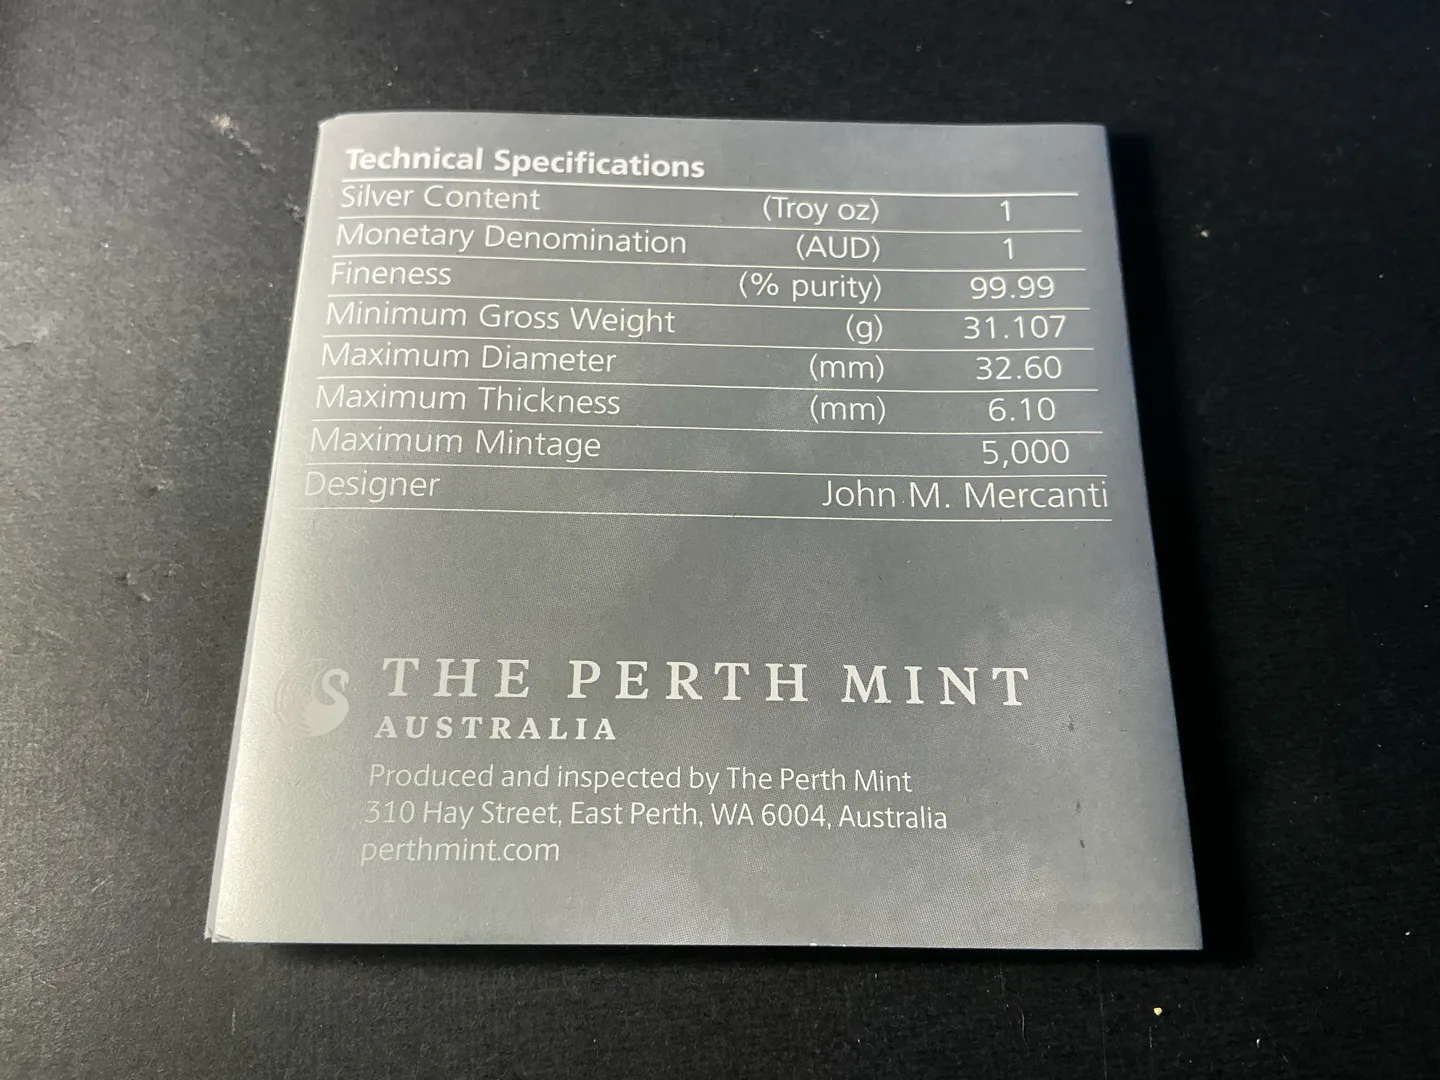 Technical Specifications
Silver Content (Troy oz) 1
Monetary Denomination (AUD) 1
Fineness (% purity) 99.99
Minimum Gross Weight (g) 31.107
Maximum Diameter (mm) 32.60
Maximum Thickness (mm) 6.10
Maximum Mintage 5,000
Designer John M. Mercanti
THE PERTH MINT
AUSTRALIA
Produced and inspected by The Perth Mint
310 Hay Street, East Perth, WA 6004, Australia
perthmint.com